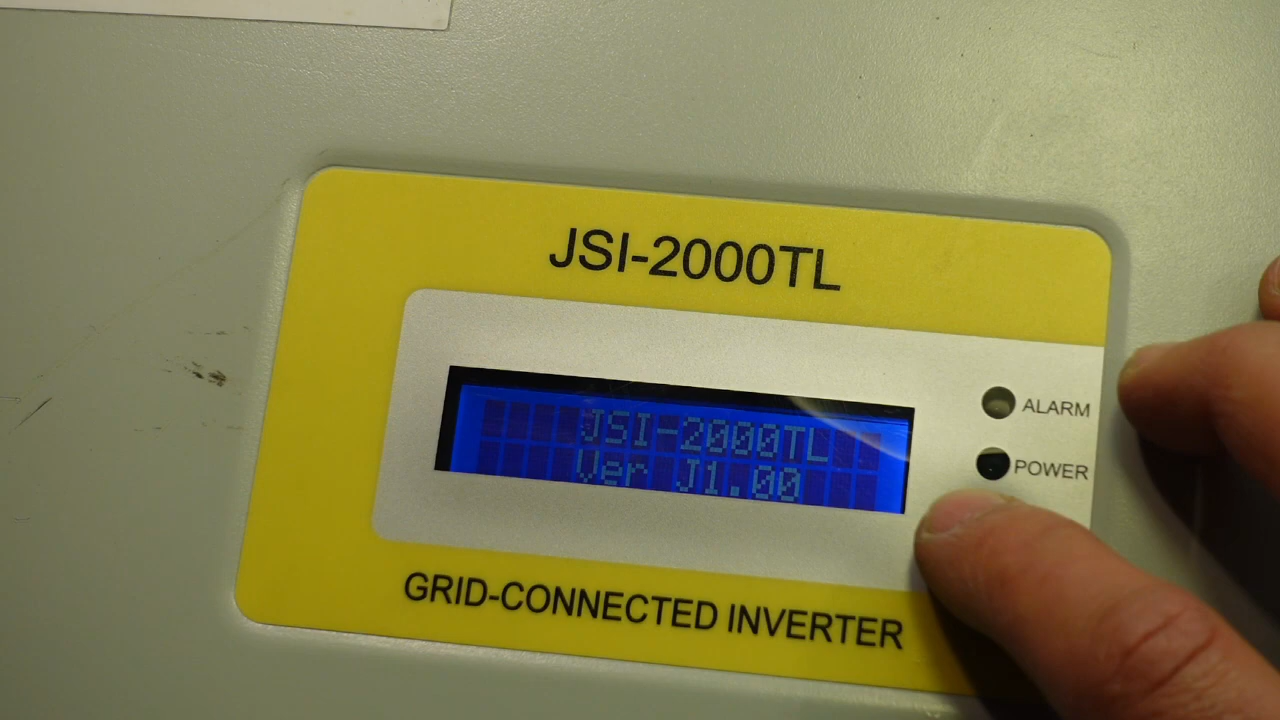 JSI-2000TL
JSI-2000TL
Ver J1.00
ALARM
POWER
GRID-CONNECTED INVERTER